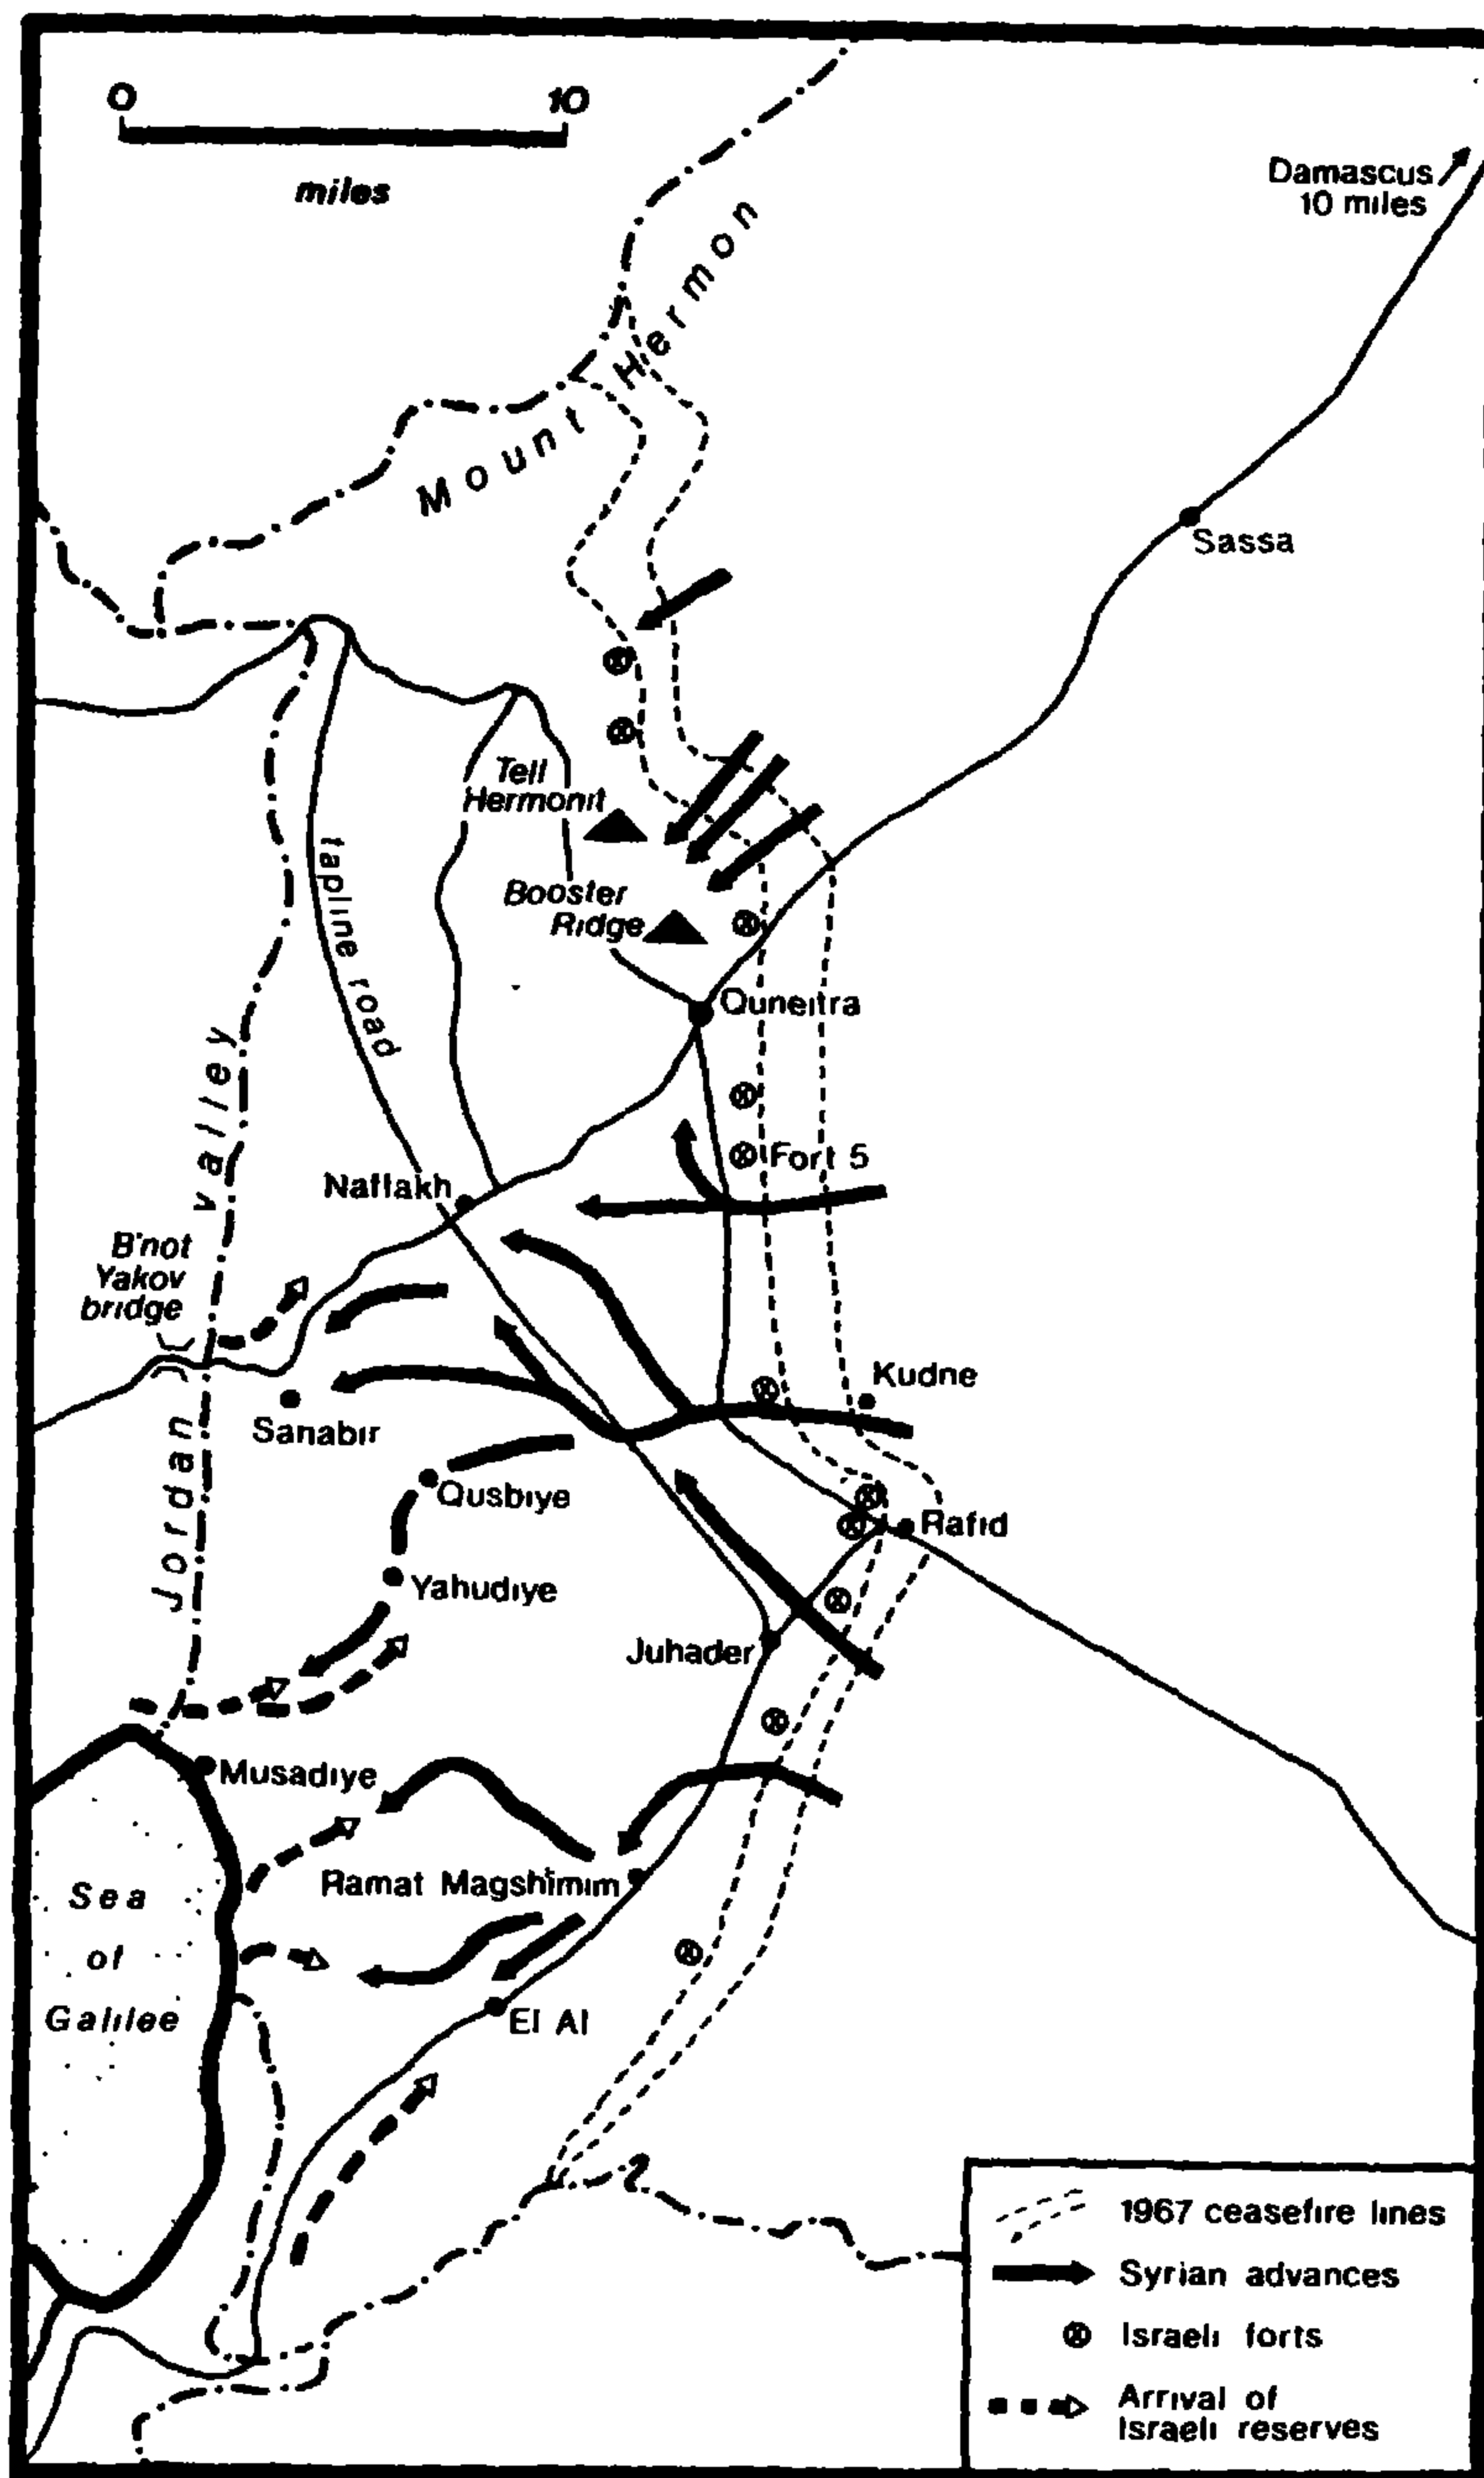 0 10
miles
Damascus
10 miles
Mount Hermon
Sassa
Tell
Hermonit
tapline road
Booster
Ridge
Quneitra
Jordan valley
Fort 5
Naffakh
B'not
Yakov
bridge
Kudne
Sanabir
Qusbiye
Rafid
Yahudiye
Juhader
Musadiye
Ramat Magshimim
Sea
of
Galilee
El Al
1967 ceasefire lines
Syrian advances
Israeli forts
Arrival of
Israeli reserves